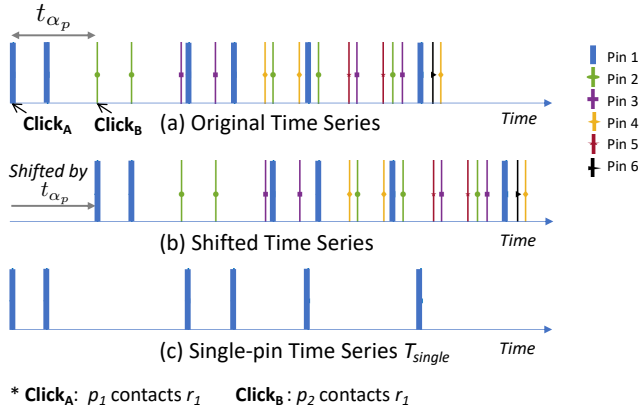 t_{α_p}
Pin 1
Pin 2
Pin 3
Pin 4
Pin 5
Pin 6
Click_A
Click_B
(a) Original Time Series
Time
Shifted by
t_{α_p}
(b) Shifted Time Series
Time
(c) Single-pin Time Series T_{single}
Time
* Click_A: p_1 contacts r_1 Click_B : p_2 contacts r_1